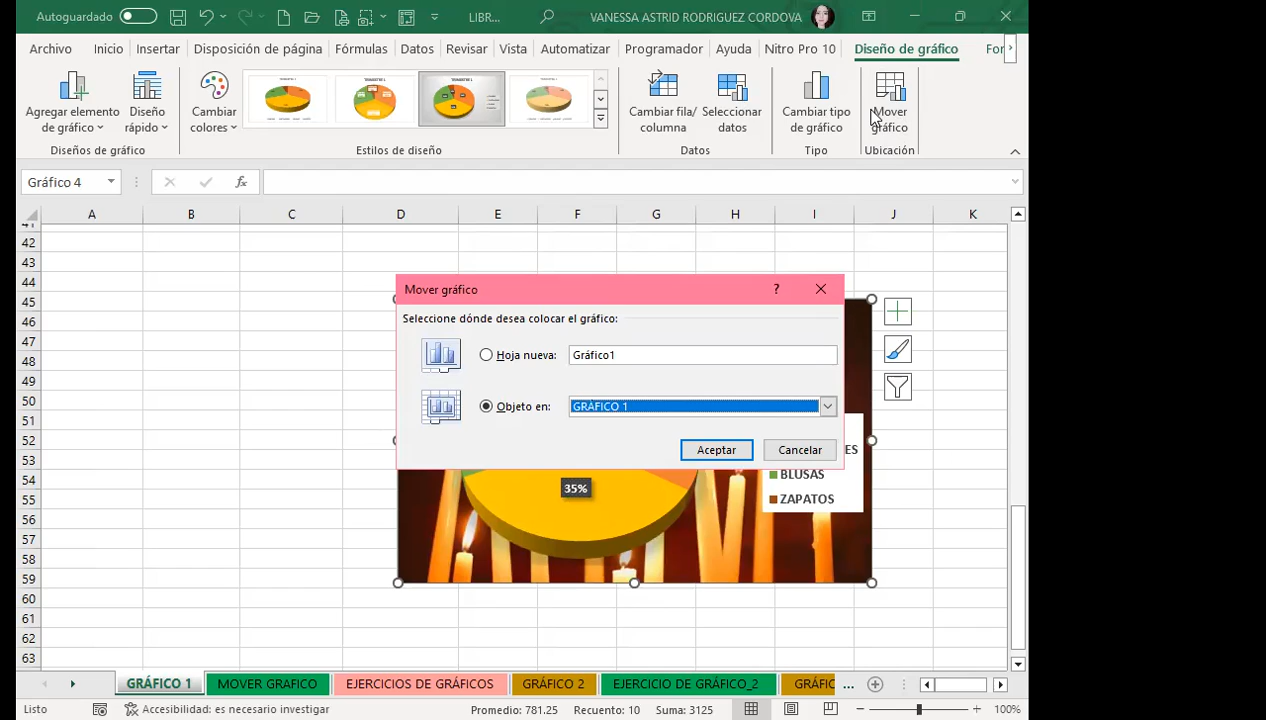 Autoguardado LIBR... VANESSA ASTRID RODRIGUEZ CORDOVA
Archivo Inicio Insertar Disposición de página Fórmulas Datos Revisar Vista Automatizar Programador Ayuda Nitro Pro 10 Diseño de gráfico For
Agregar elemento de gráfico
Diseño rápido
Cambiar colores
Cambiar fila/ columna
Seleccionar datos
Cambiar tipo de gráfico
Mover gráfico
Diseños de gráfico Estilos de diseño Datos Tipo Ubicación
Gráfico 4 fx
A B C D E F G H I J K
41
42
43
44
45
46
47
48
49
50
51
52
53
54
55
56
57
58
59
60
61
62
63
Mover gráfico ?
Seleccione dónde desea colocar el gráfico:
Hoja nueva: Gráfico1
Objeto en: GRÁFICO 1
Aceptar Cancelar
ES
BLUSAS
ZAPATOS
35%
GRÁFICO 1 MOVER GRAFICO EJERCICIOS DE GRÁFICOS GRÁFICO 2 EJERCICIO DE GRÁFICO_2 GRÁFIC ...
Listo Accesibilidad: es necesario investigar Promedio: 781.25 Recuento: 10 Suma: 3125 100%